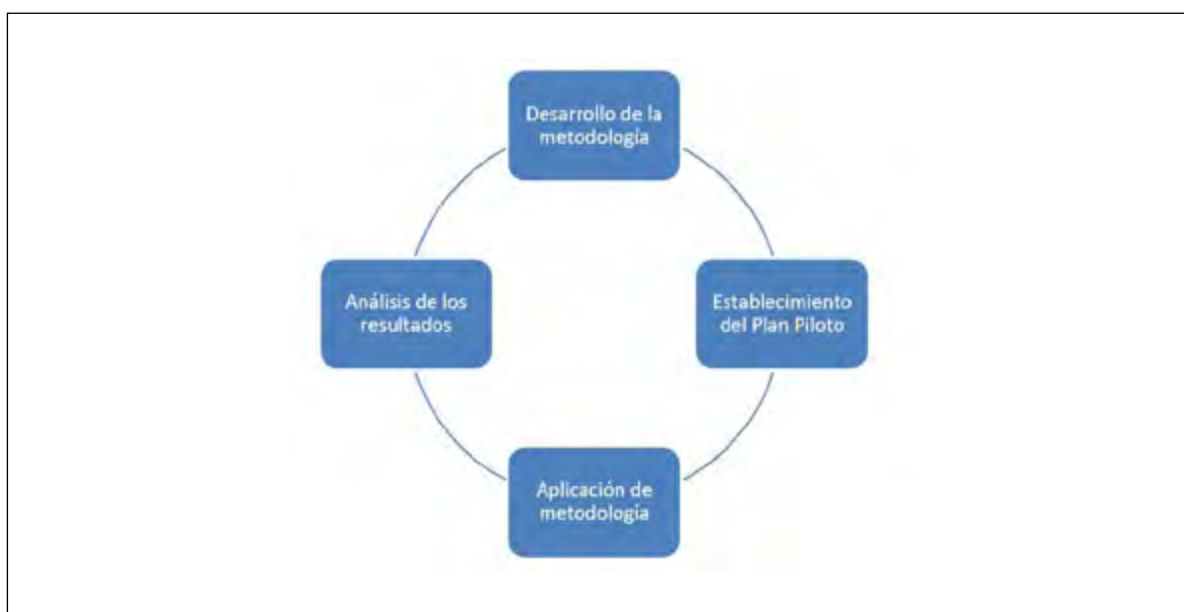 Desarrollo de la
metodología
Establecimiento
del Plan Piloto
Aplicación de
metodología
Análisis de los
resultados